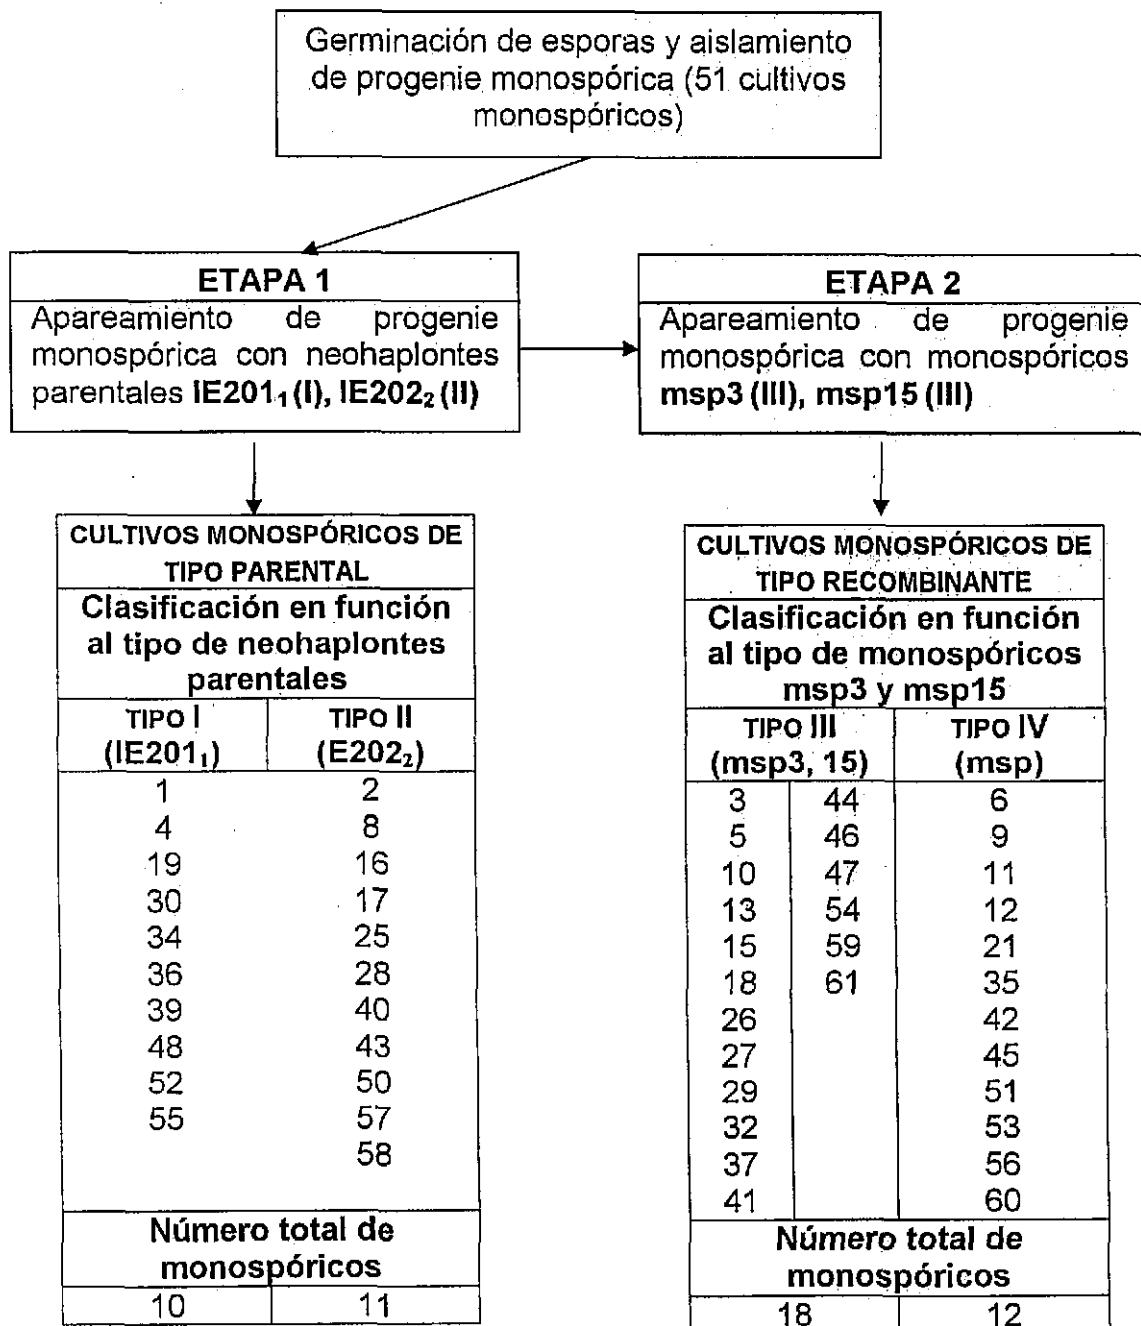 Germinación de esporas y aislamiento
de progenie monospórica (51 cultivos
monospóricos)
ETAPA 1
Apareamiento de progenie
monospórica con neohaplontes
parentales IE201₁ (I), IE202₂ (II)
ETAPA 2
Apareamiento de progenie
monospórica con monospóricos
msp3 (III), msp15 (III)
CULTIVOS MONOSPÓRICOS DE
TIPO PARENTAL
Clasificación en función
al tipo de neohaplontes
parentales
TIPO I TIPO II
(IE201₁) (E202₂)
1 2
4 8
19 16
30 17
34 25
36 28
39 40
48 43
52 50
55 57
58
Número total de
monospóricos
10 11
CULTIVOS MONOSPÓRICOS DE
TIPO RECOMBINANTE
Clasificación en función
al tipo de monospóricos
msp3 y msp15
TIPO III TIPO IV
(msp3, 15) (msp)
3 44 6
5 46 9
10 47 11
13 54 12
15 59 21
18 61 35
26 42
27 45
29 51
32 53
37 56
41 60
Número total de
monospóricos
18 12